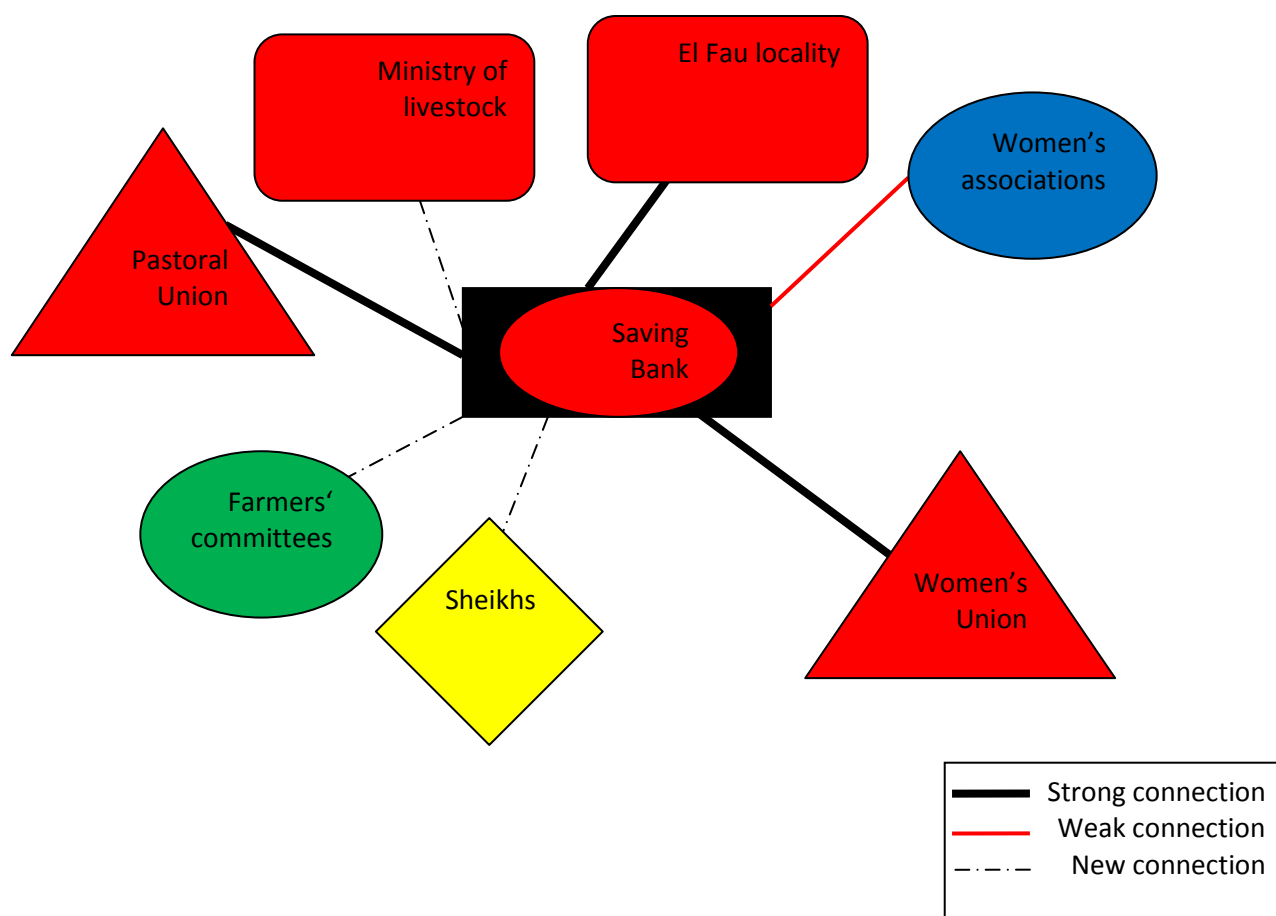 El Fau locality
Ministry of
livestock
Women’s
associations
Pastoral
Union
Saving
Bank
Farmers‘
committees
Sheikhs
Women’s
Union
Strong connection
Weak connection
New connection